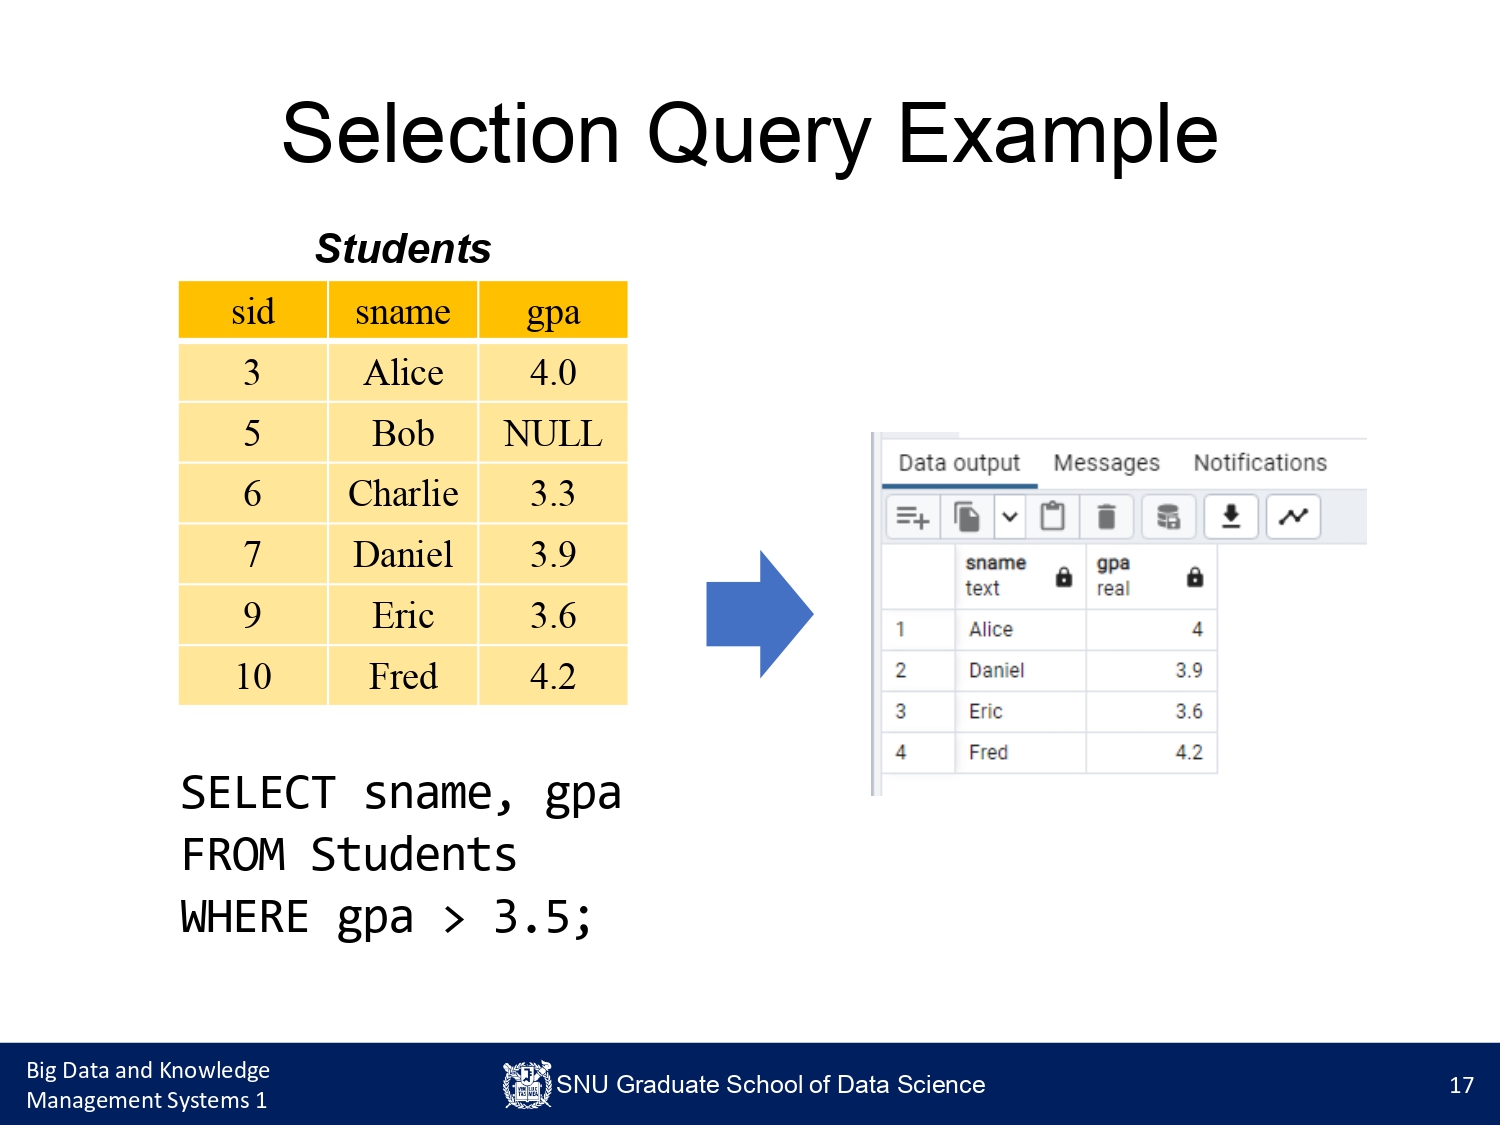 Selection Query Example
Students
sid sname gpa
3 Alice 4.0
5 Bob NULL
6 Charlie 3.3
7 Daniel 3.9
9 Eric 3.6
10 Fred 4.2
SELECT sname, gpa
FROM Students
WHERE gpa > 3.5;
Data output Messages Notifications
sname gpa
text real
1 Alice 4
2 Daniel 3.9
3 Eric 3.6
4 Fred 4.2
Big Data and Knowledge
Management Systems 1
SNU Graduate School of Data Science
17